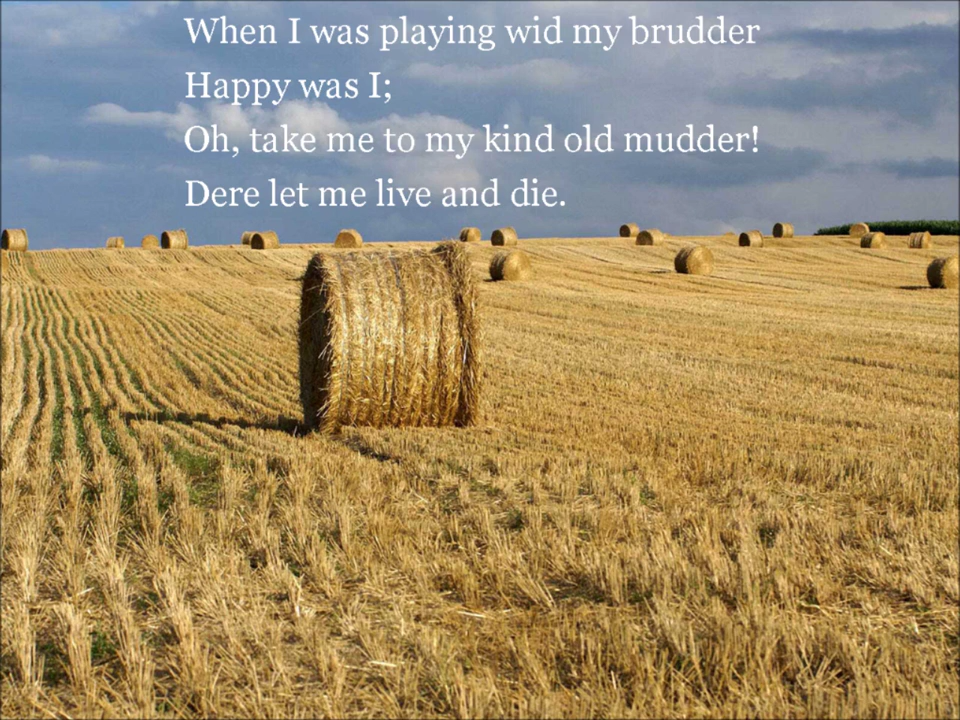 When I was playing wid my brudder
Happy was I;
Oh, take me to my kind old mudder!
Dere let me live and die.